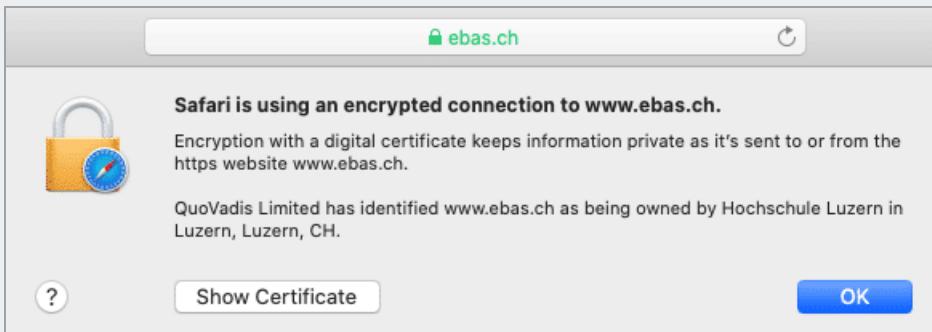 ebas.ch
Safari is using an encrypted connection to www.ebas.ch.
Encryption with a digital certificate keeps information private as it's sent to or from the
https website www.ebas.ch.
QuoVadis Limited has identified www.ebas.ch as being owned by Hochschule Luzern in
Luzern, Luzern, CH.
? Show Certificate OK